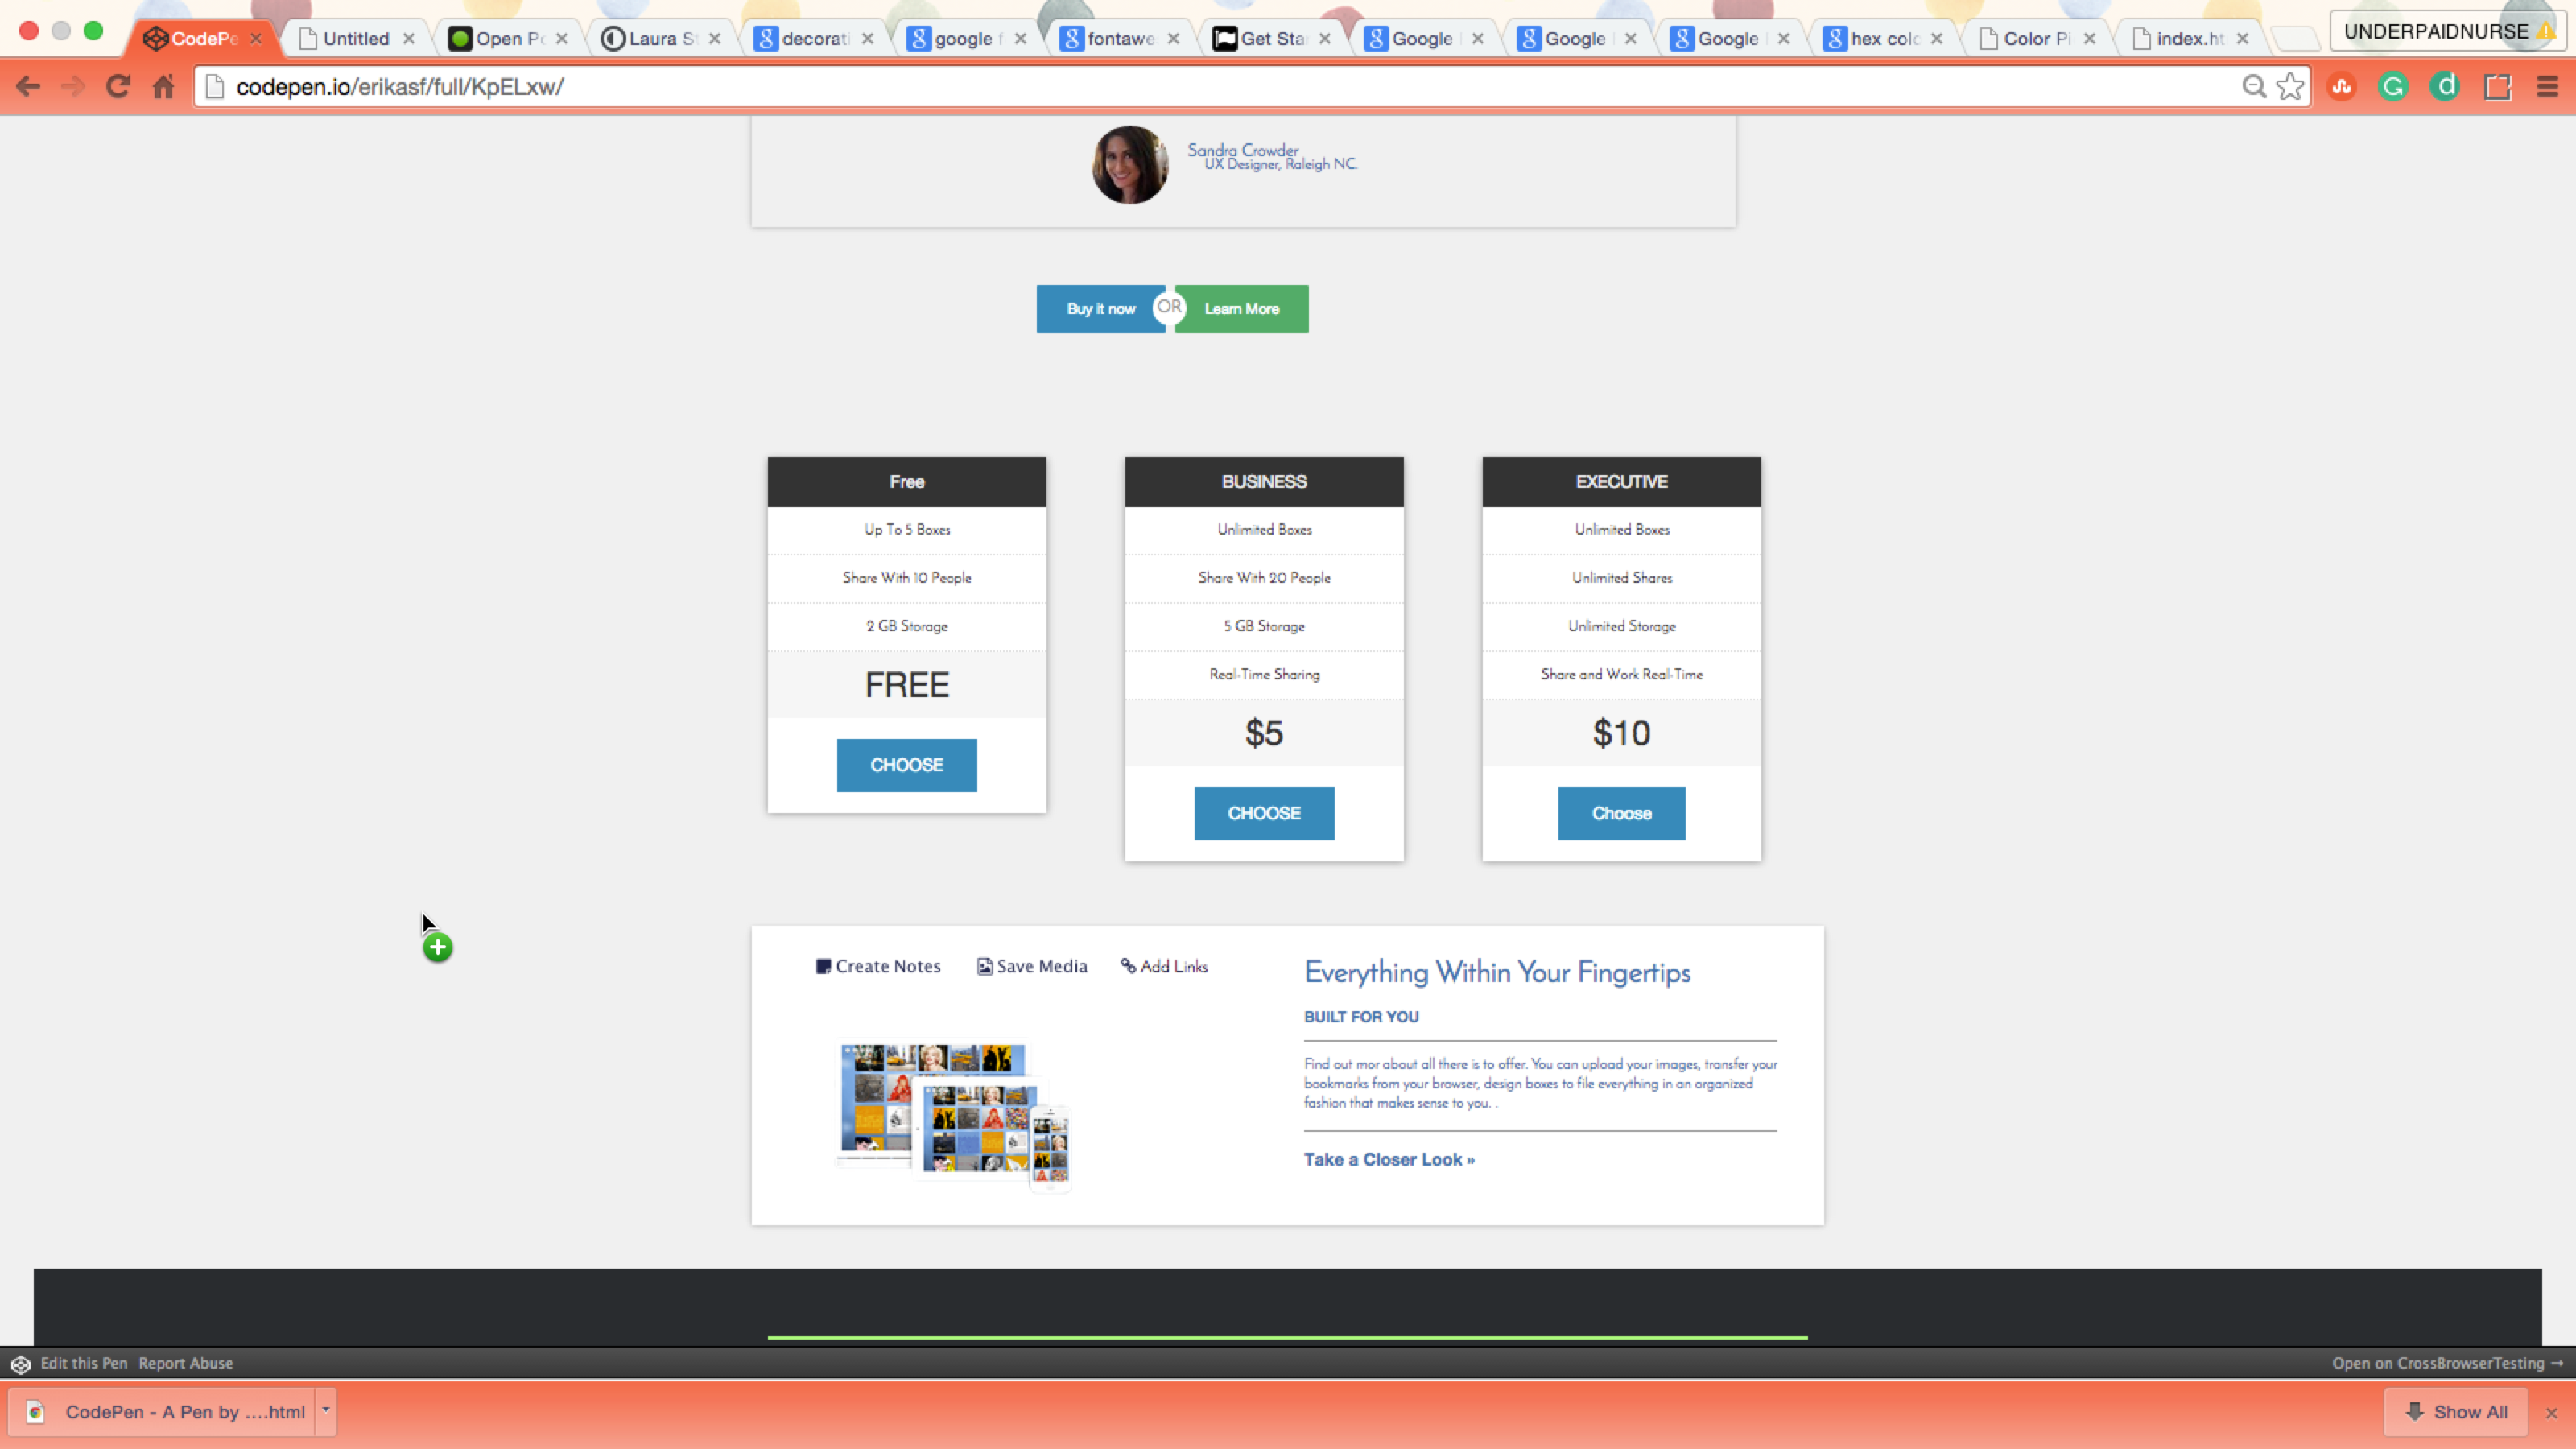 CodePe
Untitled
Open Po
Laura S
decorati
google f
fontawe
Get Sta
Google
Google
Google
hex colo
Color Pi
index.ht
UNDERPAIDNURSE
codepen.io/erikasf/full/KpELxw/
Sandra Crowder
UX Designer, Raleigh NC.
Buy it now
OR
Learn More
Free
Up To 5 Boxes
Share With 10 People
2 GB Storage
FREE
CHOOSE
BUSINESS
Unlimited Boxes
Share With 20 People
5 GB Storage
Real-Time Sharing
$5
CHOOSE
EXECUTIVE
Unlimited Boxes
Unlimited Shares
Unlimited Storage
Share and Work Real-Time
$10
Choose
Create Notes
Save Media
Add Links
Everything Within Your Fingertips
BUILT FOR YOU
Find out mor about all there is to offer. You can upload your images, transfer your
bookmarks from your browser, design boxes to file everything in an organized
fashion that makes sense to you. .
Take a Closer Look »
Edit this Pen Report Abuse
Open on CrossBrowserTesting →
CodePen - A Pen by ....html
Show All